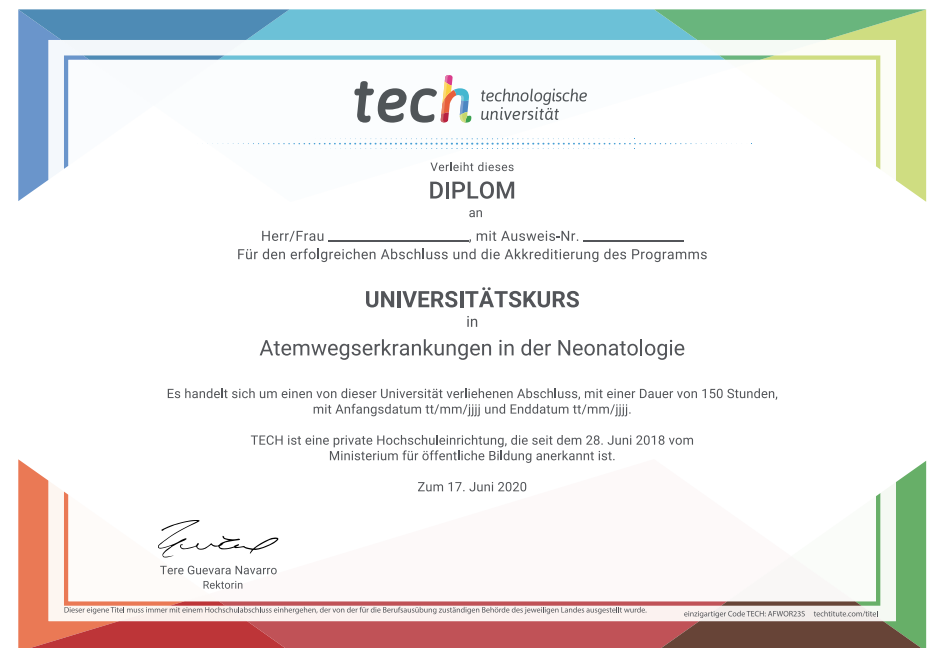 tech technologische
universität
Verleiht dieses
DIPLOM
an
Herr/Frau ____________, mit Ausweis-Nr. ____________
Für den erfolgreichen Abschluss und die Akkreditierung des Programms
UNIVERSITÄTSKURS
in
Atemwegserkrankungen in der Neonatologie
Es handelt sich um einen von dieser Universität verliehenen Abschluss, mit einer Dauer von 150 Stunden,
mit Anfangsdatum tt/mm/jjjj und Enddatum tt/mm/jjjj.
TECH ist eine private Hochschuleinrichtung, die seit dem 28. Juni 2018 vom
Ministerium für öffentliche Bildung anerkannt ist.
Zum 17. Juni 2020
Tere Guevara Navarro
Rektorin
Dieser eigene Titel muss immer mit einem Hochschulabschluss einhergehen, der von der für die Berufsausübung zuständigen Behörde des jeweiligen Landes ausgestellt wurde.
einzigartiger Code TECH: AFWOR235 techtitute.com/titel